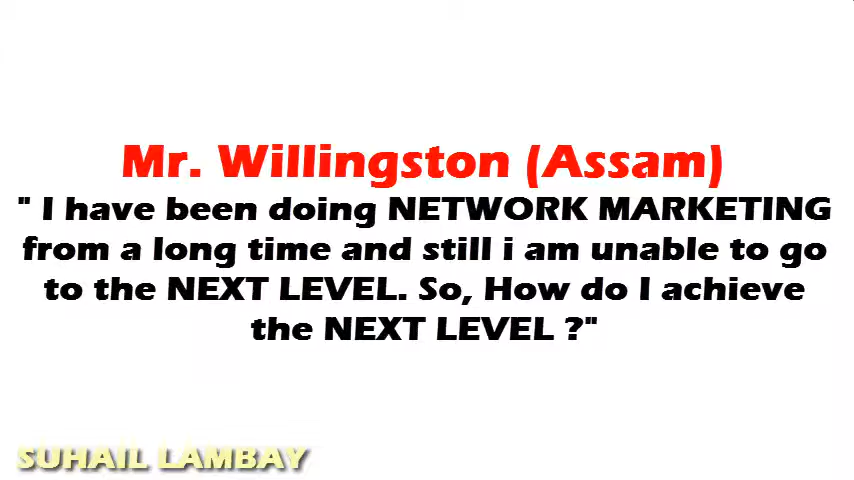 Mr. Willingston (Assam)
" I have been doing NETWORK MARKETING
from a long time and still i am unable to go
to the NEXT LEVEL. So, How do I achieve
the NEXT LEVEL ?"
SUHAIL LAMBAY